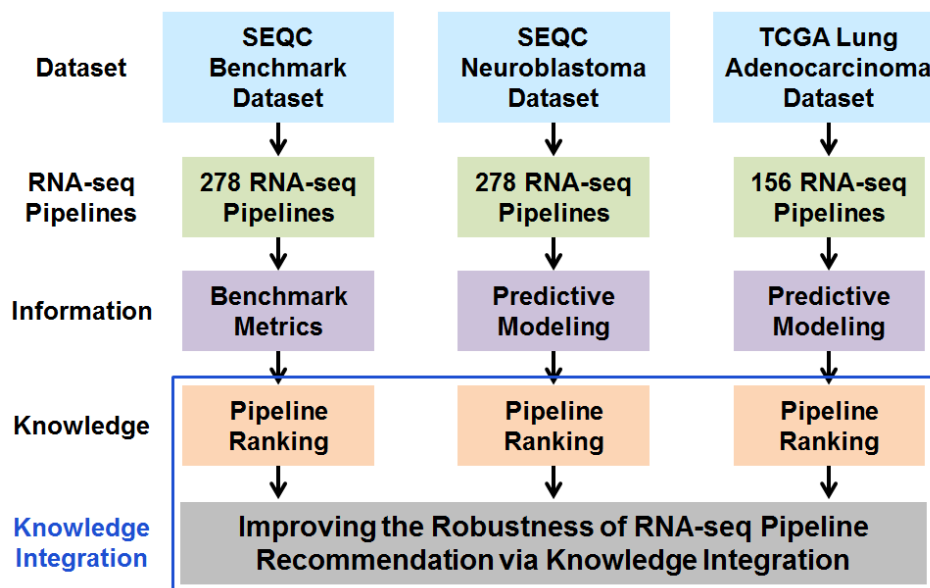 Dataset
SEQC
Benchmark
Dataset
SEQC
Neuroblastoma
Dataset
TCGA Lung
Adenocarcinoma
Dataset
RNA-seq
Pipelines
278 RNA-seq
Pipelines
278 RNA-seq
Pipelines
156 RNA-seq
Pipelines
Information
Benchmark
Metrics
Predictive
Modeling
Predictive
Modeling
Knowledge
Pipeline
Ranking
Pipeline
Ranking
Pipeline
Ranking
Knowledge
Integration
Improving the Robustness of RNA-seq Pipeline
Recommendation via Knowledge Integration